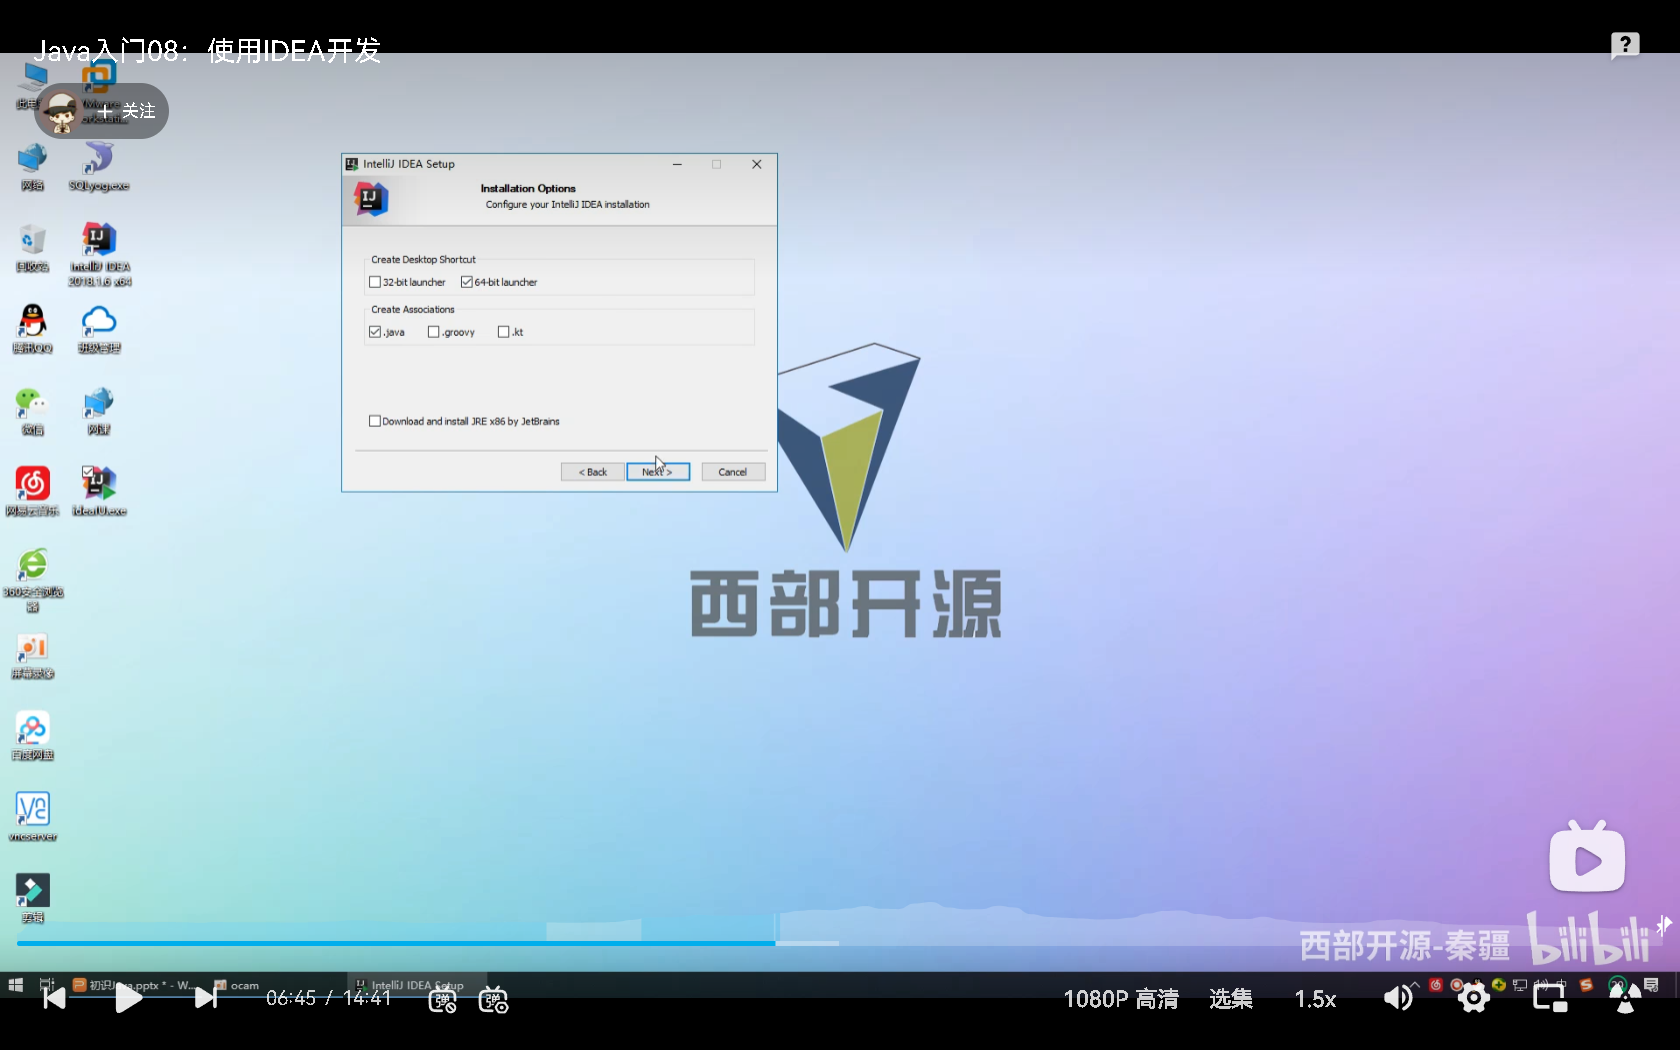 Java入门08：使用IDEA开发
+ 关注
网络
SQLyog.exe
回收站
IntelliJ IDEA
2018.1.6 x64
腾讯QQ
班级管理
微信
网课
网易云音乐
ideaIU.exe
360安全浏览
器
屏幕录像
百度网盘
vncserver
剪辑
IntelliJ IDEA Setup
Installation Options
Configure your IntelliJ IDEA installation
Create Desktop Shortcut
32-bit launcher
64-bit launcher
Create Associations
.java
.groovy
.kt
Download and install JRE x86 by JetBrains
< Back
Next >
Cancel
西部开源
西部开源-秦疆
bilibili
初识Java.pptx * - W...
ocam
IntelliJ IDEA Setup
06:45 / 14:41
弹
弹
1080P 高清
选集
1.5x